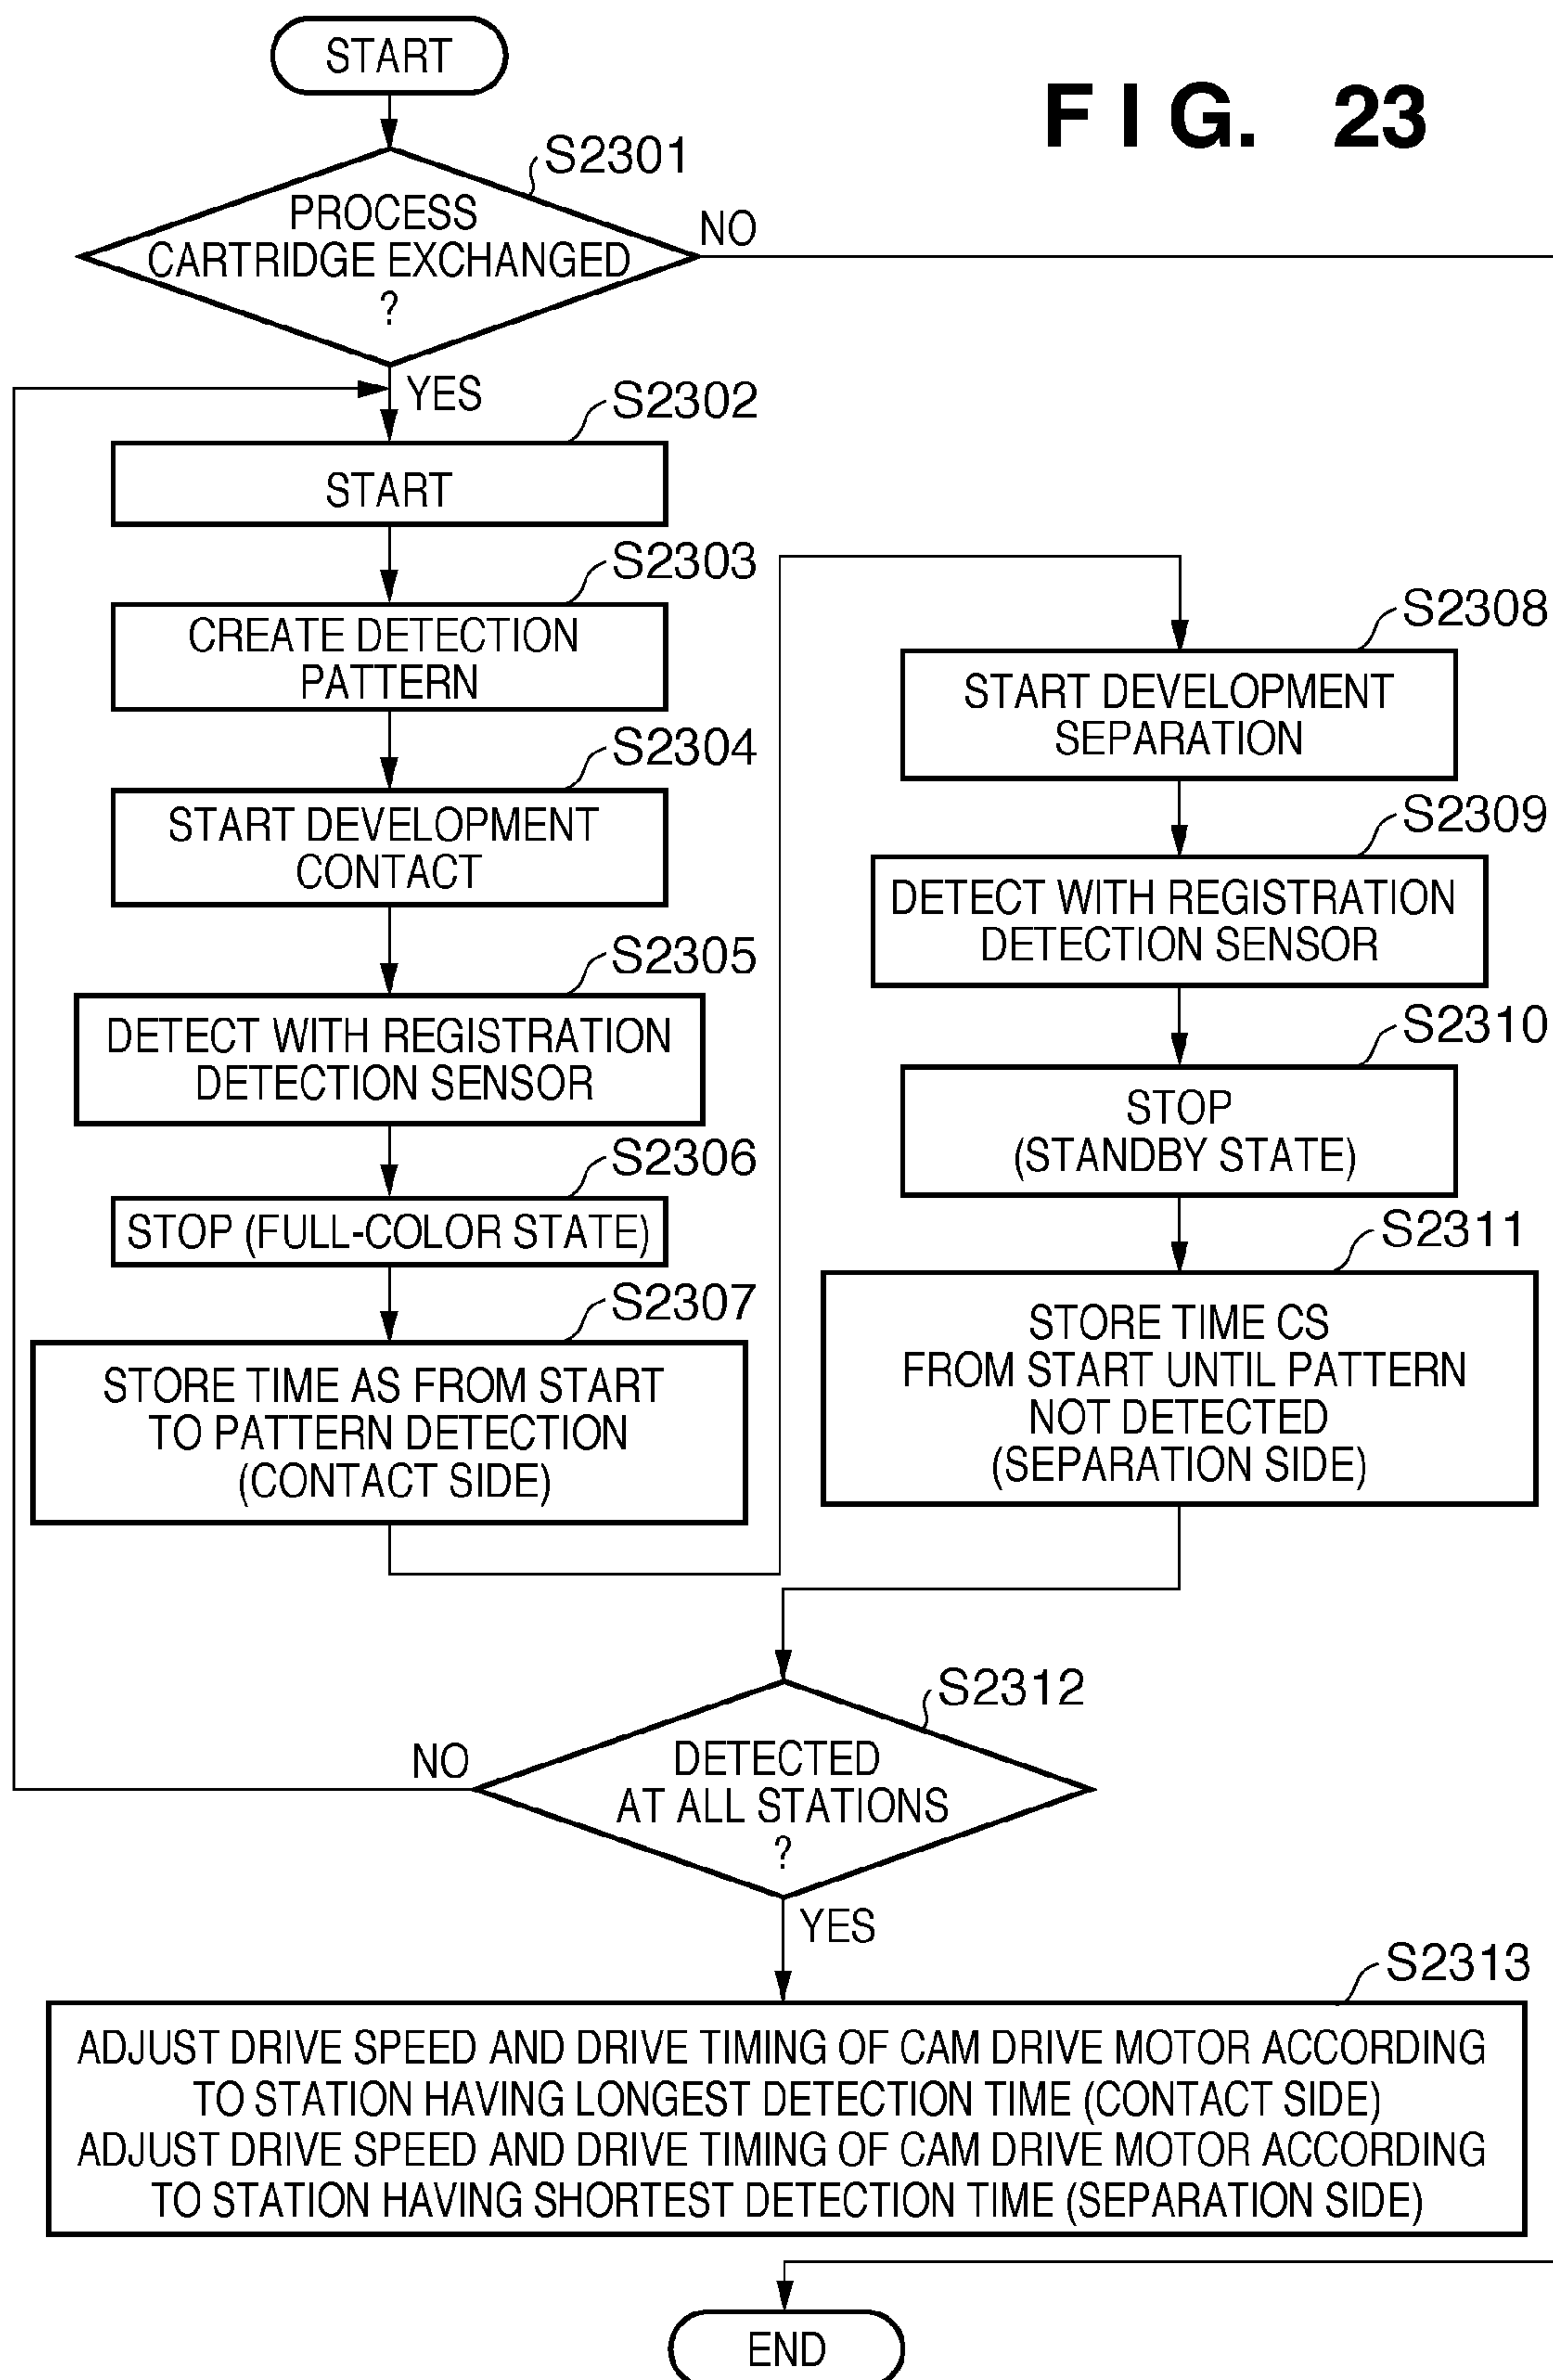 FIG. 23
START
S2301
PROCESS
CARTRIDGE EXCHANGED
?
NO
YES
S2302
START
S2303
CREATE DETECTION
PATTERN
S2304
START DEVELOPMENT
CONTACT
S2305
DETECT WITH REGISTRATION
DETECTION SENSOR
S2306
STOP (FULL-COLOR STATE)
S2307
STORE TIME AS FROM START
TO PATTERN DETECTION
(CONTACT SIDE)
S2308
START DEVELOPMENT
SEPARATION
S2309
DETECT WITH REGISTRATION
DETECTION SENSOR
S2310
STOP
(STANDBY STATE)
S2311
STORE TIME CS
FROM START UNTIL PATTERN
NOT DETECTED
(SEPARATION SIDE)
S2312
DETECTED
AT ALL STATIONS
?
NO
YES
S2313
ADJUST DRIVE SPEED AND DRIVE TIMING OF CAM DRIVE MOTOR ACCORDING
TO STATION HAVING LONGEST DETECTION TIME (CONTACT SIDE)
ADJUST DRIVE SPEED AND DRIVE TIMING OF CAM DRIVE MOTOR ACCORDING
TO STATION HAVING SHORTEST DETECTION TIME (SEPARATION SIDE)
END